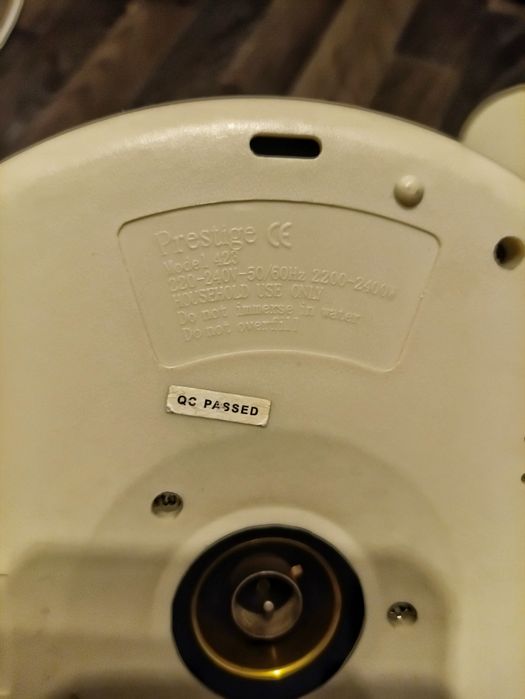 Prestige CE
Model 423
220-240V-50/60Hz 2200-2400W
HOUSEHOLD USE ONLY
Do not immerse in water
Do not overfill
QC PASSED